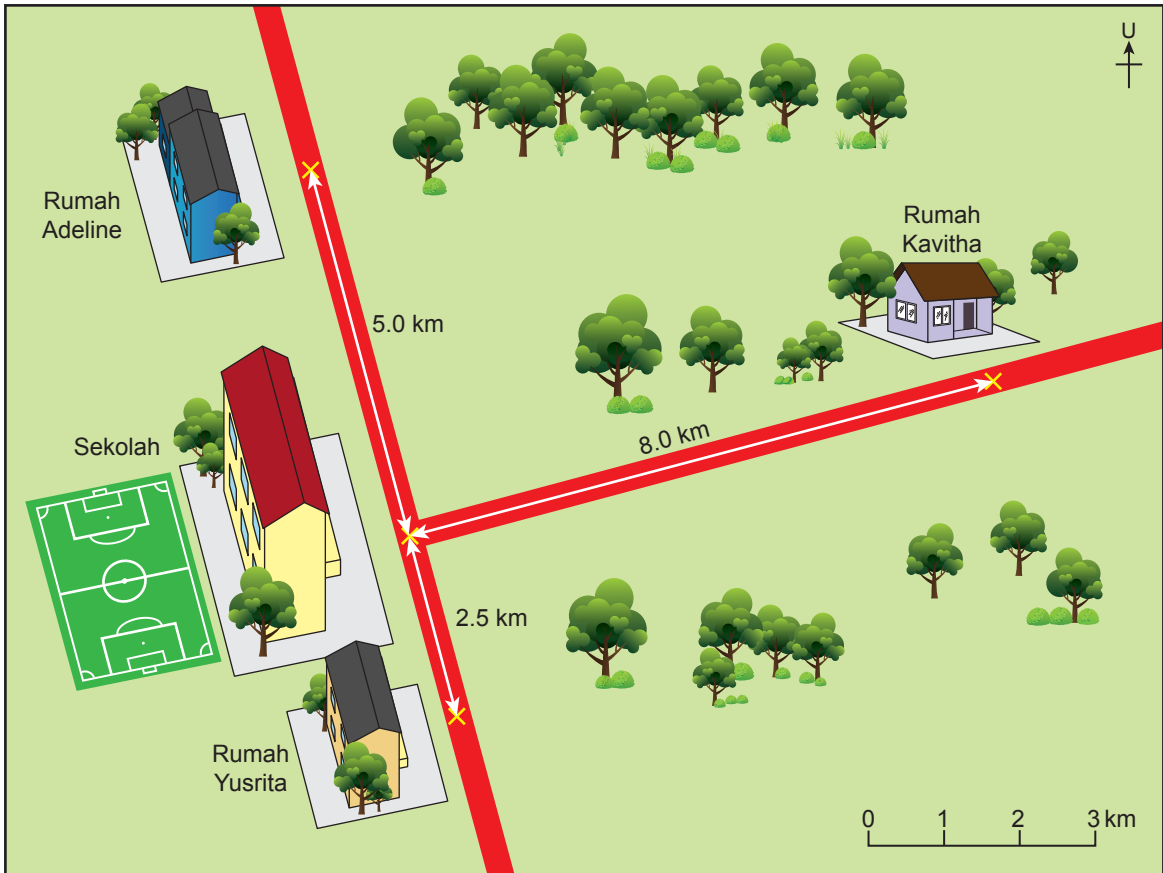 U
Rumah
Adeline
Rumah
Kavitha
5.0 km
8.0 km
Sekolah
2.5 km
Rumah
Yusrita
0 1 2 3 km